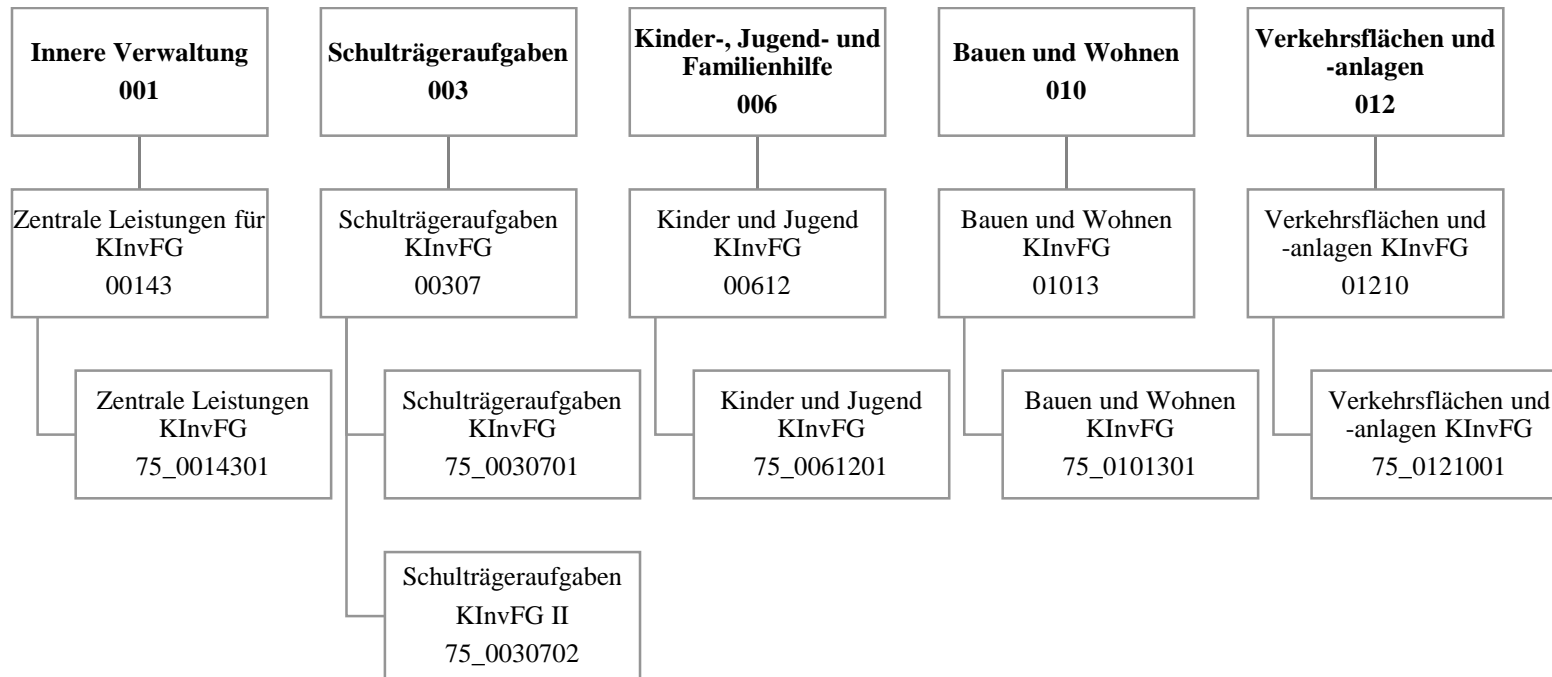 Innere Verwaltung
001
Schulträgeraufgaben
003
Kinder-, Jugend- und
Familienhilfe
006
Bauen und Wohnen
010
Verkehrsflächen und
-anlagen
012
Zentrale Leistungen für
KInvFG
00143
Schulträgeraufgaben
KInvFG
00307
Kinder und Jugend
KInvFG
00612
Bauen und Wohnen
KInvFG
01013
Verkehrsflächen und
-anlagen KInvFG
01210
Zentrale Leistungen
KInvFG
75_0014301
Schulträgeraufgaben
KInvFG
75_0030701
Kinder und Jugend
KInvFG
75_0061201
Bauen und Wohnen
KInvFG
75_0101301
Verkehrsflächen und
-anlagen KInvFG
75_0121001
Schulträgeraufgaben
KInvFG II
75_0030702